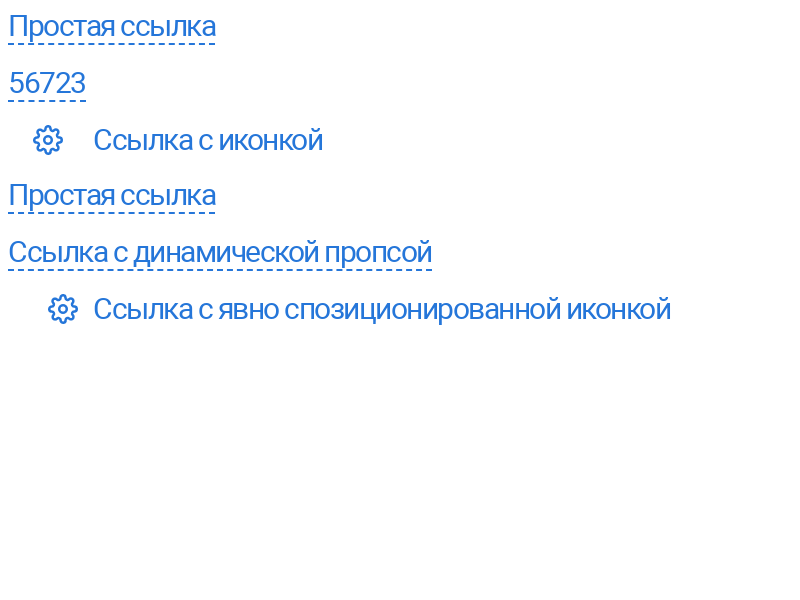 Простая ссылка
56723
Ссылка с иконкой
Простая ссылка
Ссылка с динамической пропсой
Ссылка с явно спозиционированной иконкой